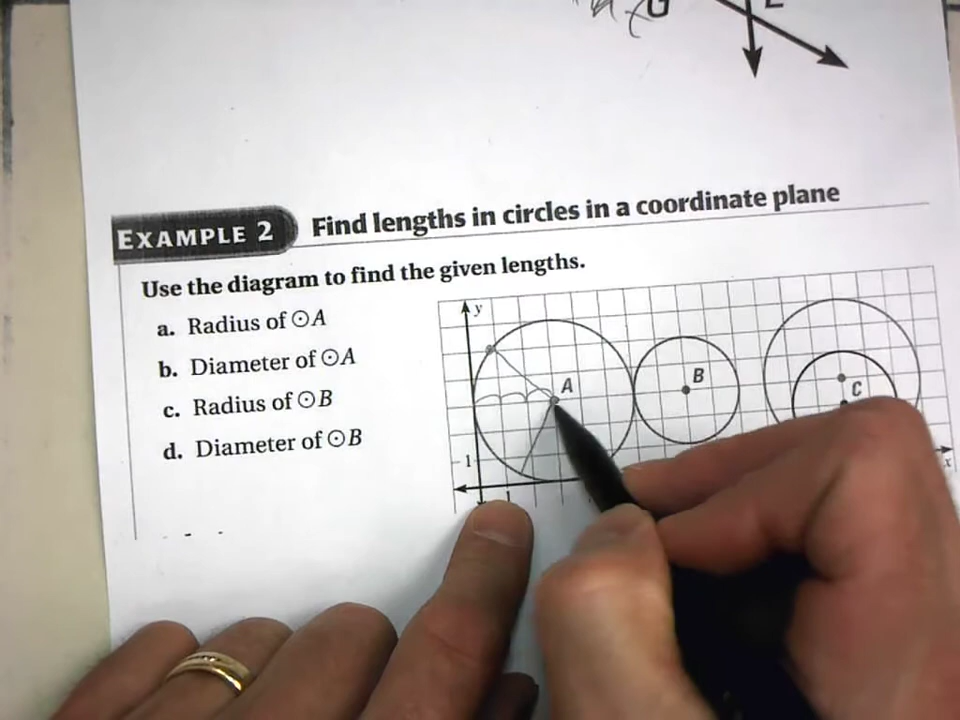 G
EXAMPLE 2 Find lengths in circles in a coordinate plane
Use the diagram to find the given lengths.
a. Radius of ⊙A
b. Diameter of ⊙A
c. Radius of ⊙B
d. Diameter of ⊙B
y
A
B
C
1
x
1